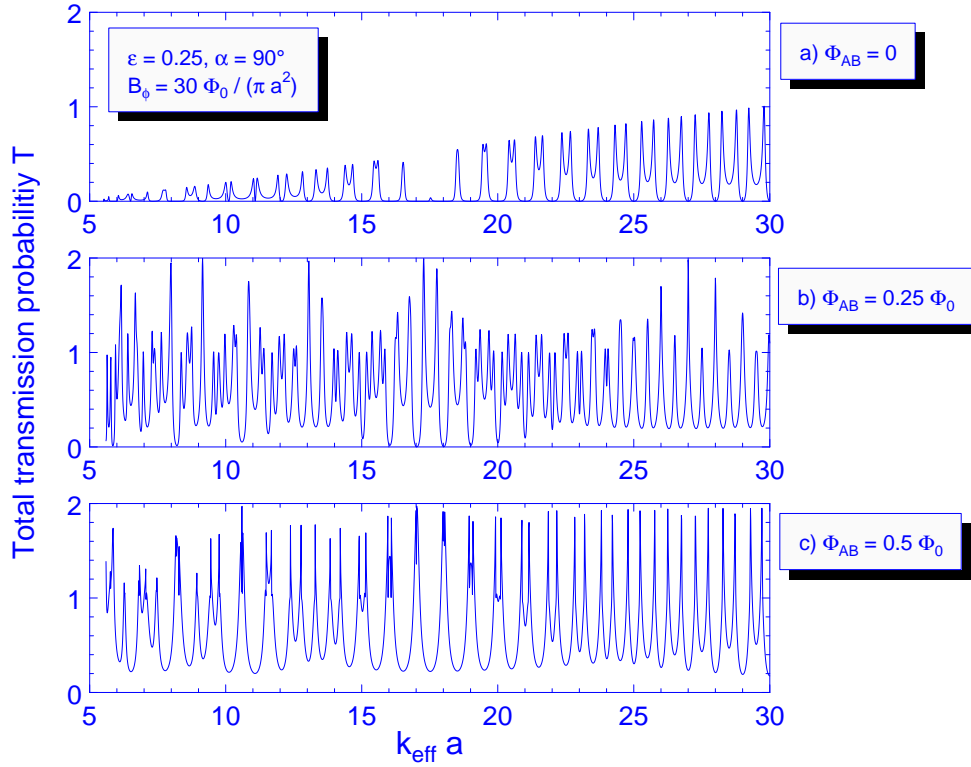 2
ε = 0.25, α = 90°
B_ϕ = 30 Φ_0 / (π a^2)
a) Φ_AB = 0
1
0
5 10 15 20 25 30
2
b) Φ_AB = 0.25 Φ_0
1
0
5 10 15 20 25 30
2
c) Φ_AB = 0.5 Φ_0
1
0
5 10 15 20 25 30
k_eff a
Total transmission probabilitiy T